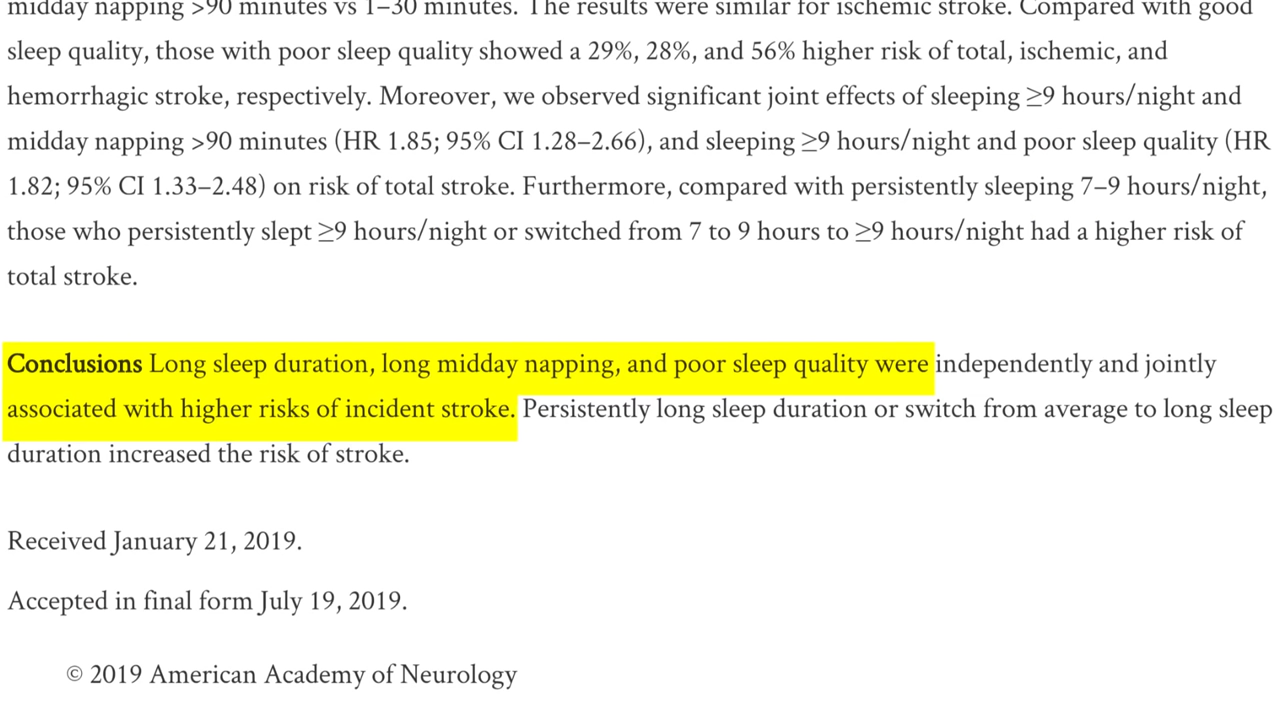 midday napping >90 minutes vs 1–30 minutes. The results were similar for ischemic stroke. Compared with good
sleep quality, those with poor sleep quality showed a 29%, 28%, and 56% higher risk of total, ischemic, and
hemorrhagic stroke, respectively. Moreover, we observed significant joint effects of sleeping ≥9 hours/night and
midday napping >90 minutes (HR 1.85; 95% CI 1.28–2.66), and sleeping ≥9 hours/night and poor sleep quality (HR
1.82; 95% CI 1.33–2.48) on risk of total stroke. Furthermore, compared with persistently sleeping 7–9 hours/night,
those who persistently slept ≥9 hours/night or switched from 7 to 9 hours to ≥9 hours/night had a higher risk of
total stroke.
Conclusions Long sleep duration, long midday napping, and poor sleep quality were independently and jointly
associated with higher risks of incident stroke. Persistently long sleep duration or switch from average to long sleep
duration increased the risk of stroke.
Received January 21, 2019.
Accepted in final form July 19, 2019.
© 2019 American Academy of Neurology